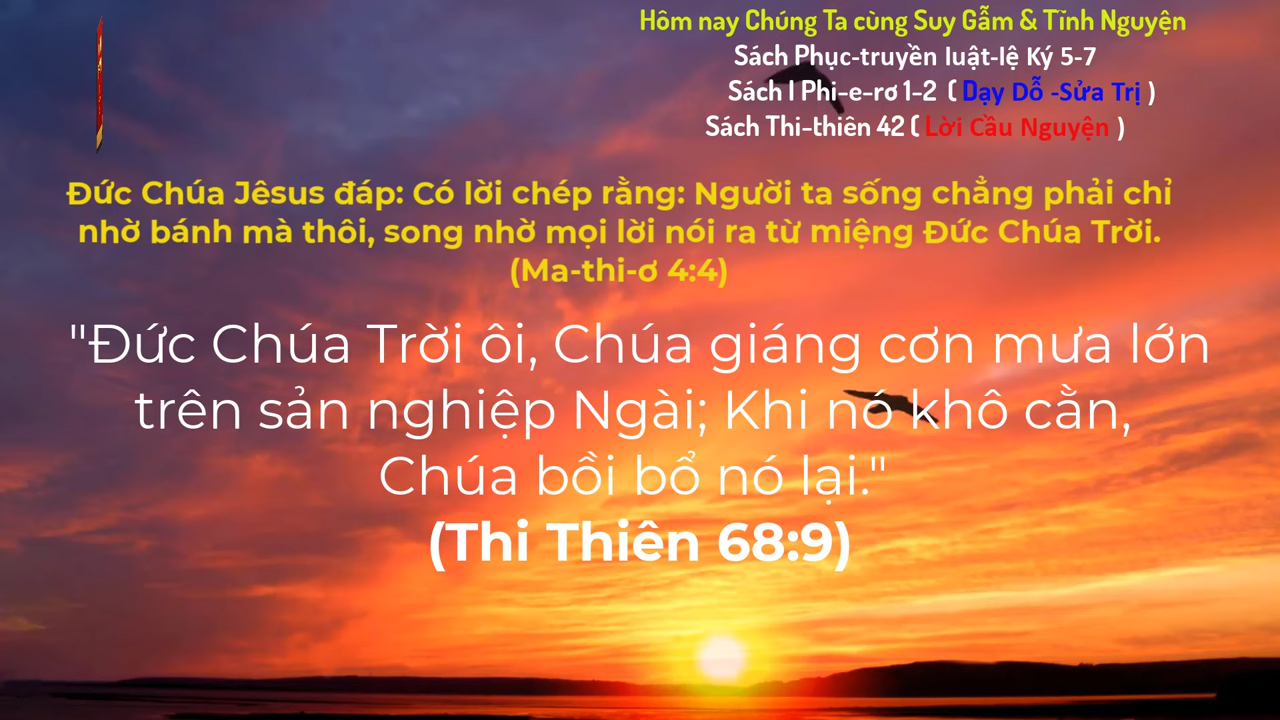 Hôm nay Chúng Ta cùng Suy Gẫm & Tĩnh Nguyện
Sách Phục-truyền luật-lệ Ký 5-7
Sách I Phi-e-rơ 1-2 ( Dạy Dỗ -Sửa Trị )
Sách Thi-thiên 42 ( Lời Cầu Nguyện )
Đức Chúa Jêsus đáp: Có lời chép rằng: Người ta sống chẳng phải chỉ
nhờ bánh mà thôi, song nhờ mọi lời nói ra từ miệng Đức Chúa Trời.
(Ma-thi-ơ 4:4)
"Đức Chúa Trời ôi, Chúa giáng cơn mưa lớn
trên sản nghiệp Ngài; Khi nó khô cằn,
Chúa bồi bổ nó lại."
(Thi Thiên 68:9)